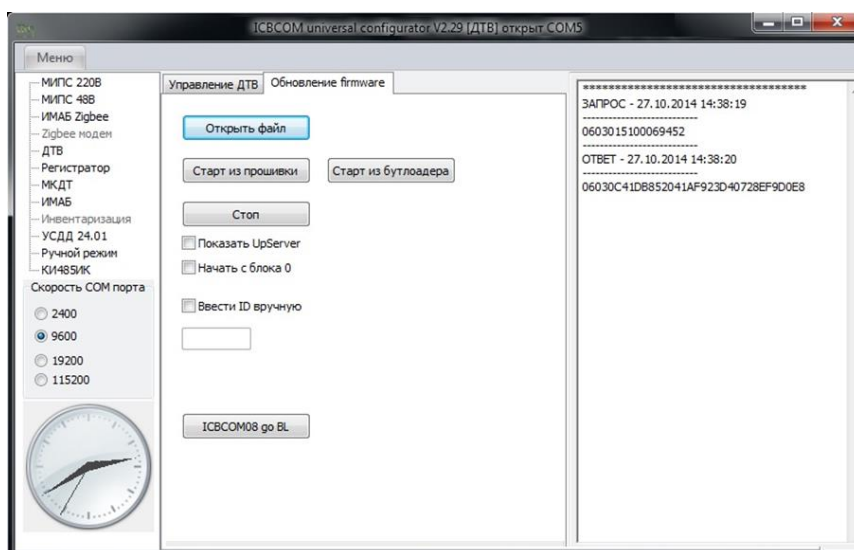 ICBCOM universal configurator V2.29 [ДТВ] открыт COM5
Меню
МИПС 220В
МИПС 48В
ИМАБ Zigbee
Zigbee модем
ДТВ
Регистратор
МКДТ
ИМАБ
Инвентаризация
УСДД 24.01
Ручной режим
КИ485ИК
Скорость COM порта
2400
9600
19200
115200
Управление ДТВ
Обновление firmware
Открыть файл
Старт из прошивки
Старт из бутлоадера
Стоп
Показать UpServer
Начать с блока 0
Ввести ID вручную
ICBCOM08 go BL
***********************************
ЗАПРОС - 27.10.2014 14:38:19
--------------------------
0603015100069452
--------------------------
ОТВЕТ - 27.10.2014 14:38:20
--------------------------
06030C41DB852041AF923D40728EF9D0E8